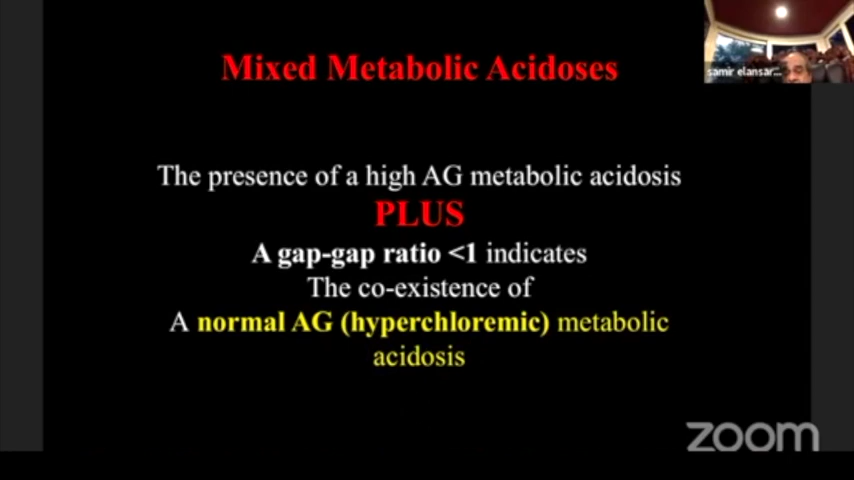 Mixed Metabolic Acidoses
samir elansar...
The presence of a high AG metabolic acidosis
PLUS
A gap-gap ratio <1 indicates
The co-existence of
A normal AG (hyperchloremic) metabolic
acidosis
zoom